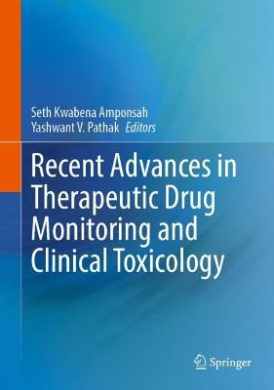 Seth Kwabena Amponsah
Yashwant V. Pathak Editors
Recent Advances in
Therapeutic Drug
Monitoring and
Clinical Toxicology
Springer